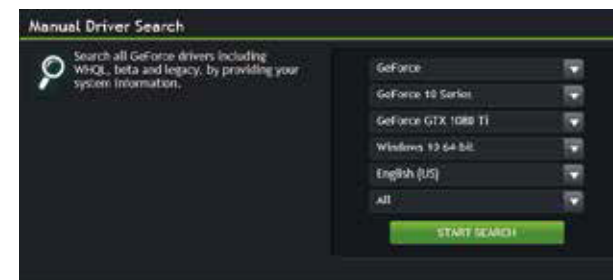 Manual Driver Search
Search all GeForce drivers including
WHQL, beta and legacy, by providing your
system information.
GeForce
GeForce 10 Series
GeForce GTX 1080 Ti
Windows 10 64-bit
English (US)
All
START SEARCH